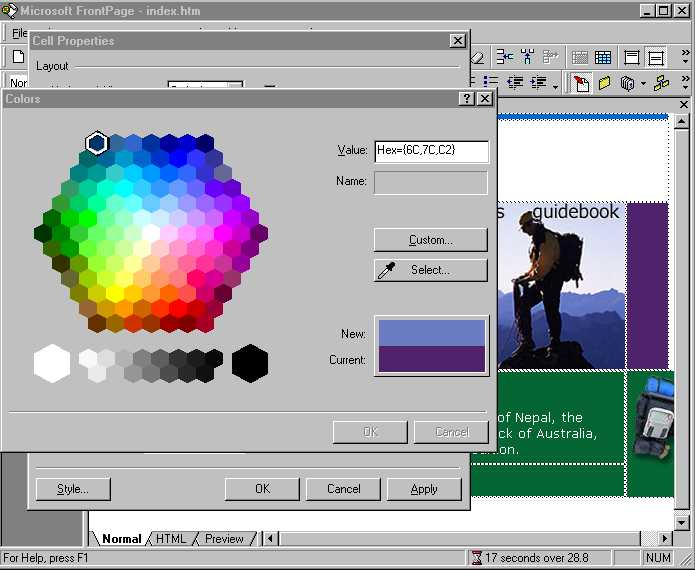 Microsoft FrontPage - index.htm
File
Cell Properties
Layout
Colors
Value: Hex={6C,7C,C2}
Name:
Custom...
Select...
New:
Current:
OK Cancel
s guidebook
of Nepal, the
ck of Australia,
Style... OK Cancel Apply
Normal HTML Preview
For Help, press F1 17 seconds over 28.8 NUM